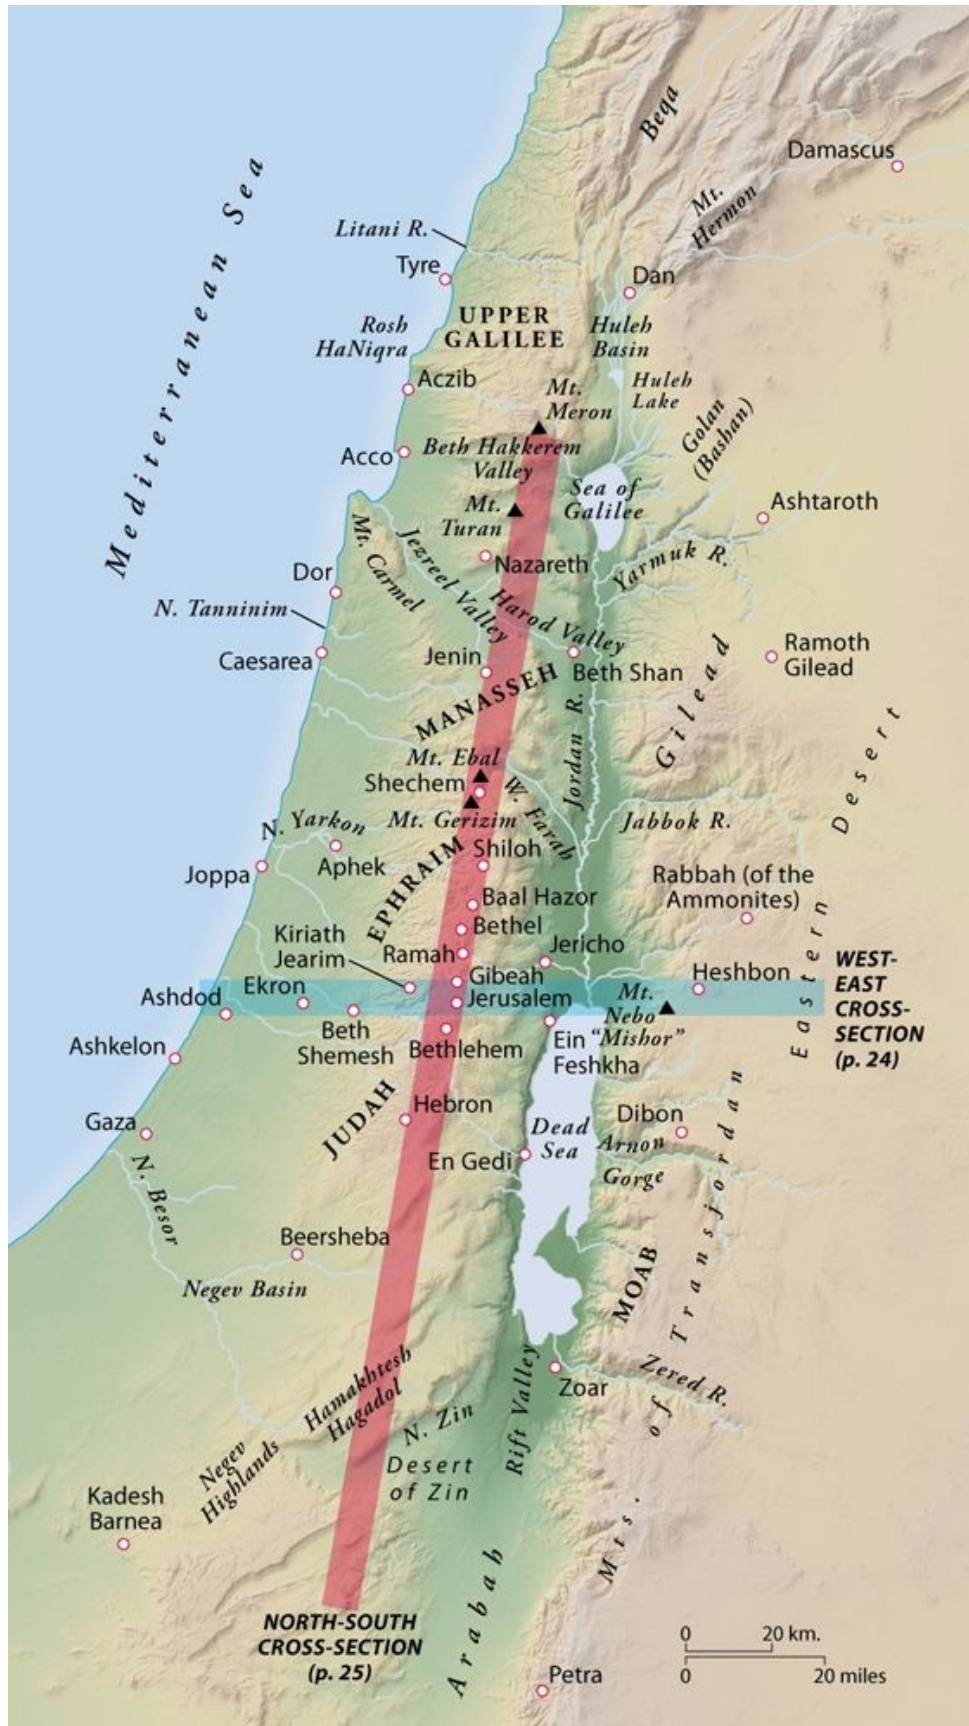 Beqa
Damascus
Mt.
Hermon
Mediterranean Sea
Litani R.
Tyre
Dan
UPPER
GALILEE
Rosh
HaNiqra
Huleh
Basin
Aczib
Huleh
Lake
Mt.
Meron
Golan
(Bashan)
Acco
Beth Hakkerem
Valley
Sea of
Galilee
Ashtaroth
Mt.
Turan
Mt. Carmel
Jezreel Valley
Nazareth
Yarmuk R.
Dor
N. Tanninim
Harod Valley
Caesarea
Jenin
Beth Shan
Ramoth
Gilead
MANASSEH
Gilead
Jordan R.
Mt. Ebal
Shechem
W. Farah
Mt. Gerizim
N. Yarkon
Jabbok R.
Eastern Desert
Aphek
Shiloh
Joppa
EPHRAIM
Rabbah (of the
Ammonites)
Baal Hazor
Bethel
Kiriath
Jearim
Ramah
Jericho
WEST-
EAST
CROSS-
SECTION
(p. 24)
Heshbon
Gibeah
Ekron
Ashdod
Jerusalem
Mt.
Nebo
Beth
Shemesh
Bethlehem
Ein
Feshkha
"Mishor"
Ashkelon
JUDAH
Hebron
Gaza
Dead
Sea
Dibon
Arnon
Gorge
En Gedi
N. Besor
Beersheba
Negev Basin
MOAB
Mts. of Transjordan
Rift Valley
Zoar
Zered R.
Hamakhtesh
Hagadol
N. Zin
Negev
Highlands
Desert
of Zin
Kadesh
Barnea
Arabah
NORTH-SOUTH
CROSS-SECTION
(p. 25)
Petra
0 20 km.
0 20 miles